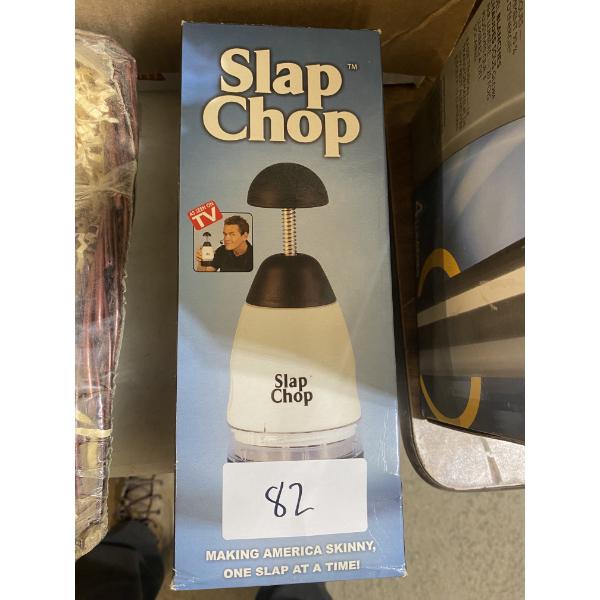 Slap™
Chop
AS SEEN ON
TV
Slap
Chop
82
MAKING AMERICA SKINNY,
ONE SLAP AT A TIME!